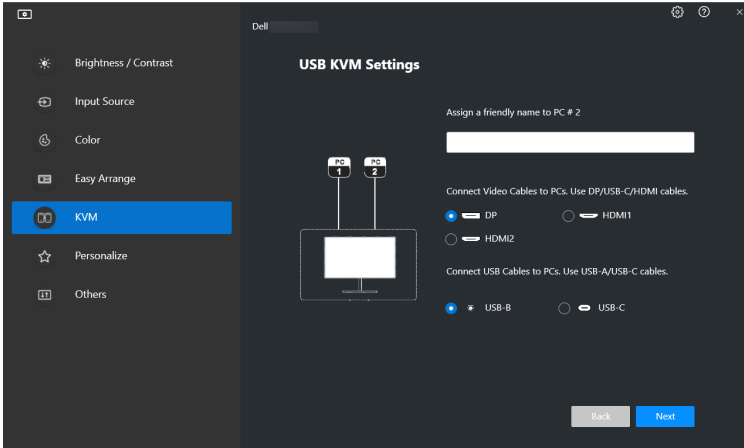 Dell
Brightness / Contrast
Input Source
Color
Easy Arrange
KVM
Personalize
Others
USB KVM Settings
PC 1
PC 2
Assign a friendly name to PC # 2
Connect Video Cables to PCs. Use DP/USB-C/HDMI cables.
DP
HDMI1
HDMI2
Connect USB Cables to PCs. Use USB-A/USB-C cables.
USB-B
USB-C
Back
Next